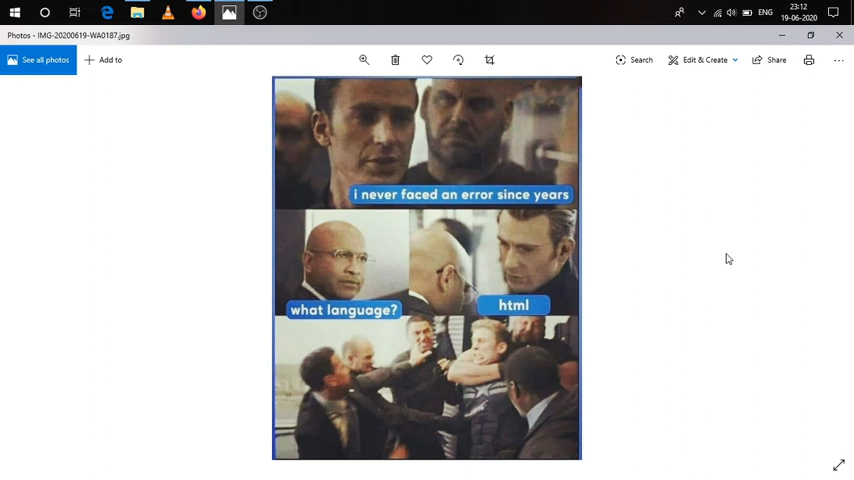 23:12
ENG
19-06-2020
Photos - IMG-20200619-WA0187.jpg
See all photos
Add to
Search
Edit & Create
Share
i never faced an error since years
what language?
html